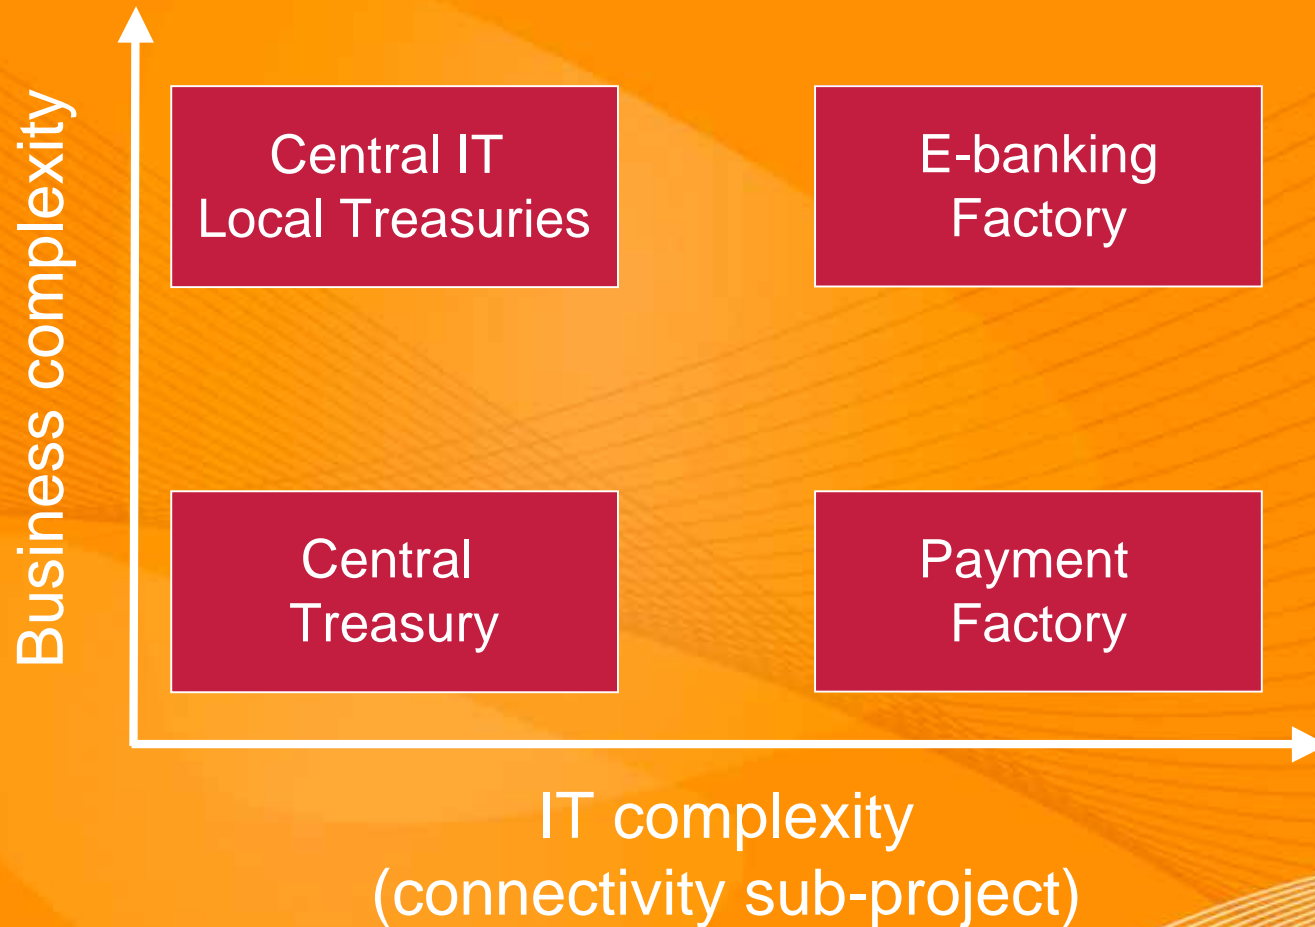 Business complexity
Central IT
Local Treasuries
E-banking
Factory
Central
Treasury
Payment
Factory
IT complexity
(connectivity sub-project)